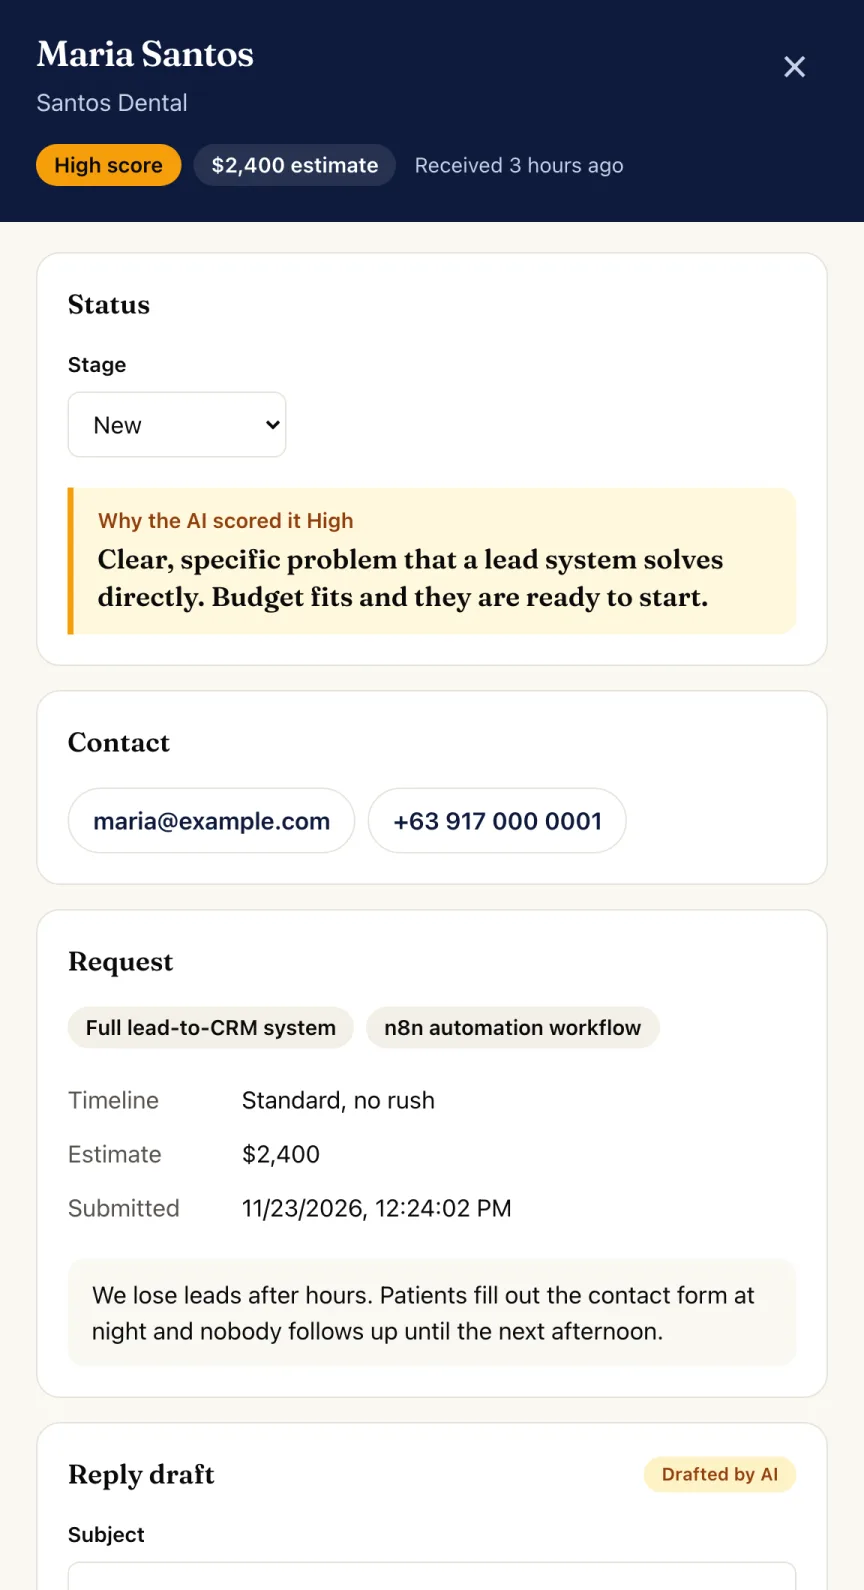 Maria Santos
Santos Dental
High score
$2,400 estimate
Received 3 hours ago
Status
Stage
New
Why the AI scored it High
Clear, specific problem that a lead system solves
directly. Budget fits and they are ready to start.
Contact
maria@example.com
+63 917 000 0001
Request
Full lead-to-CRM system
n8n automation workflow
Timeline
Standard, no rush
Estimate
$2,400
Submitted
11/23/2026, 12:24:02 PM
We lose leads after hours. Patients fill out the contact form at
night and nobody follows up until the next afternoon.
Reply draft
Drafted by AI
Subject